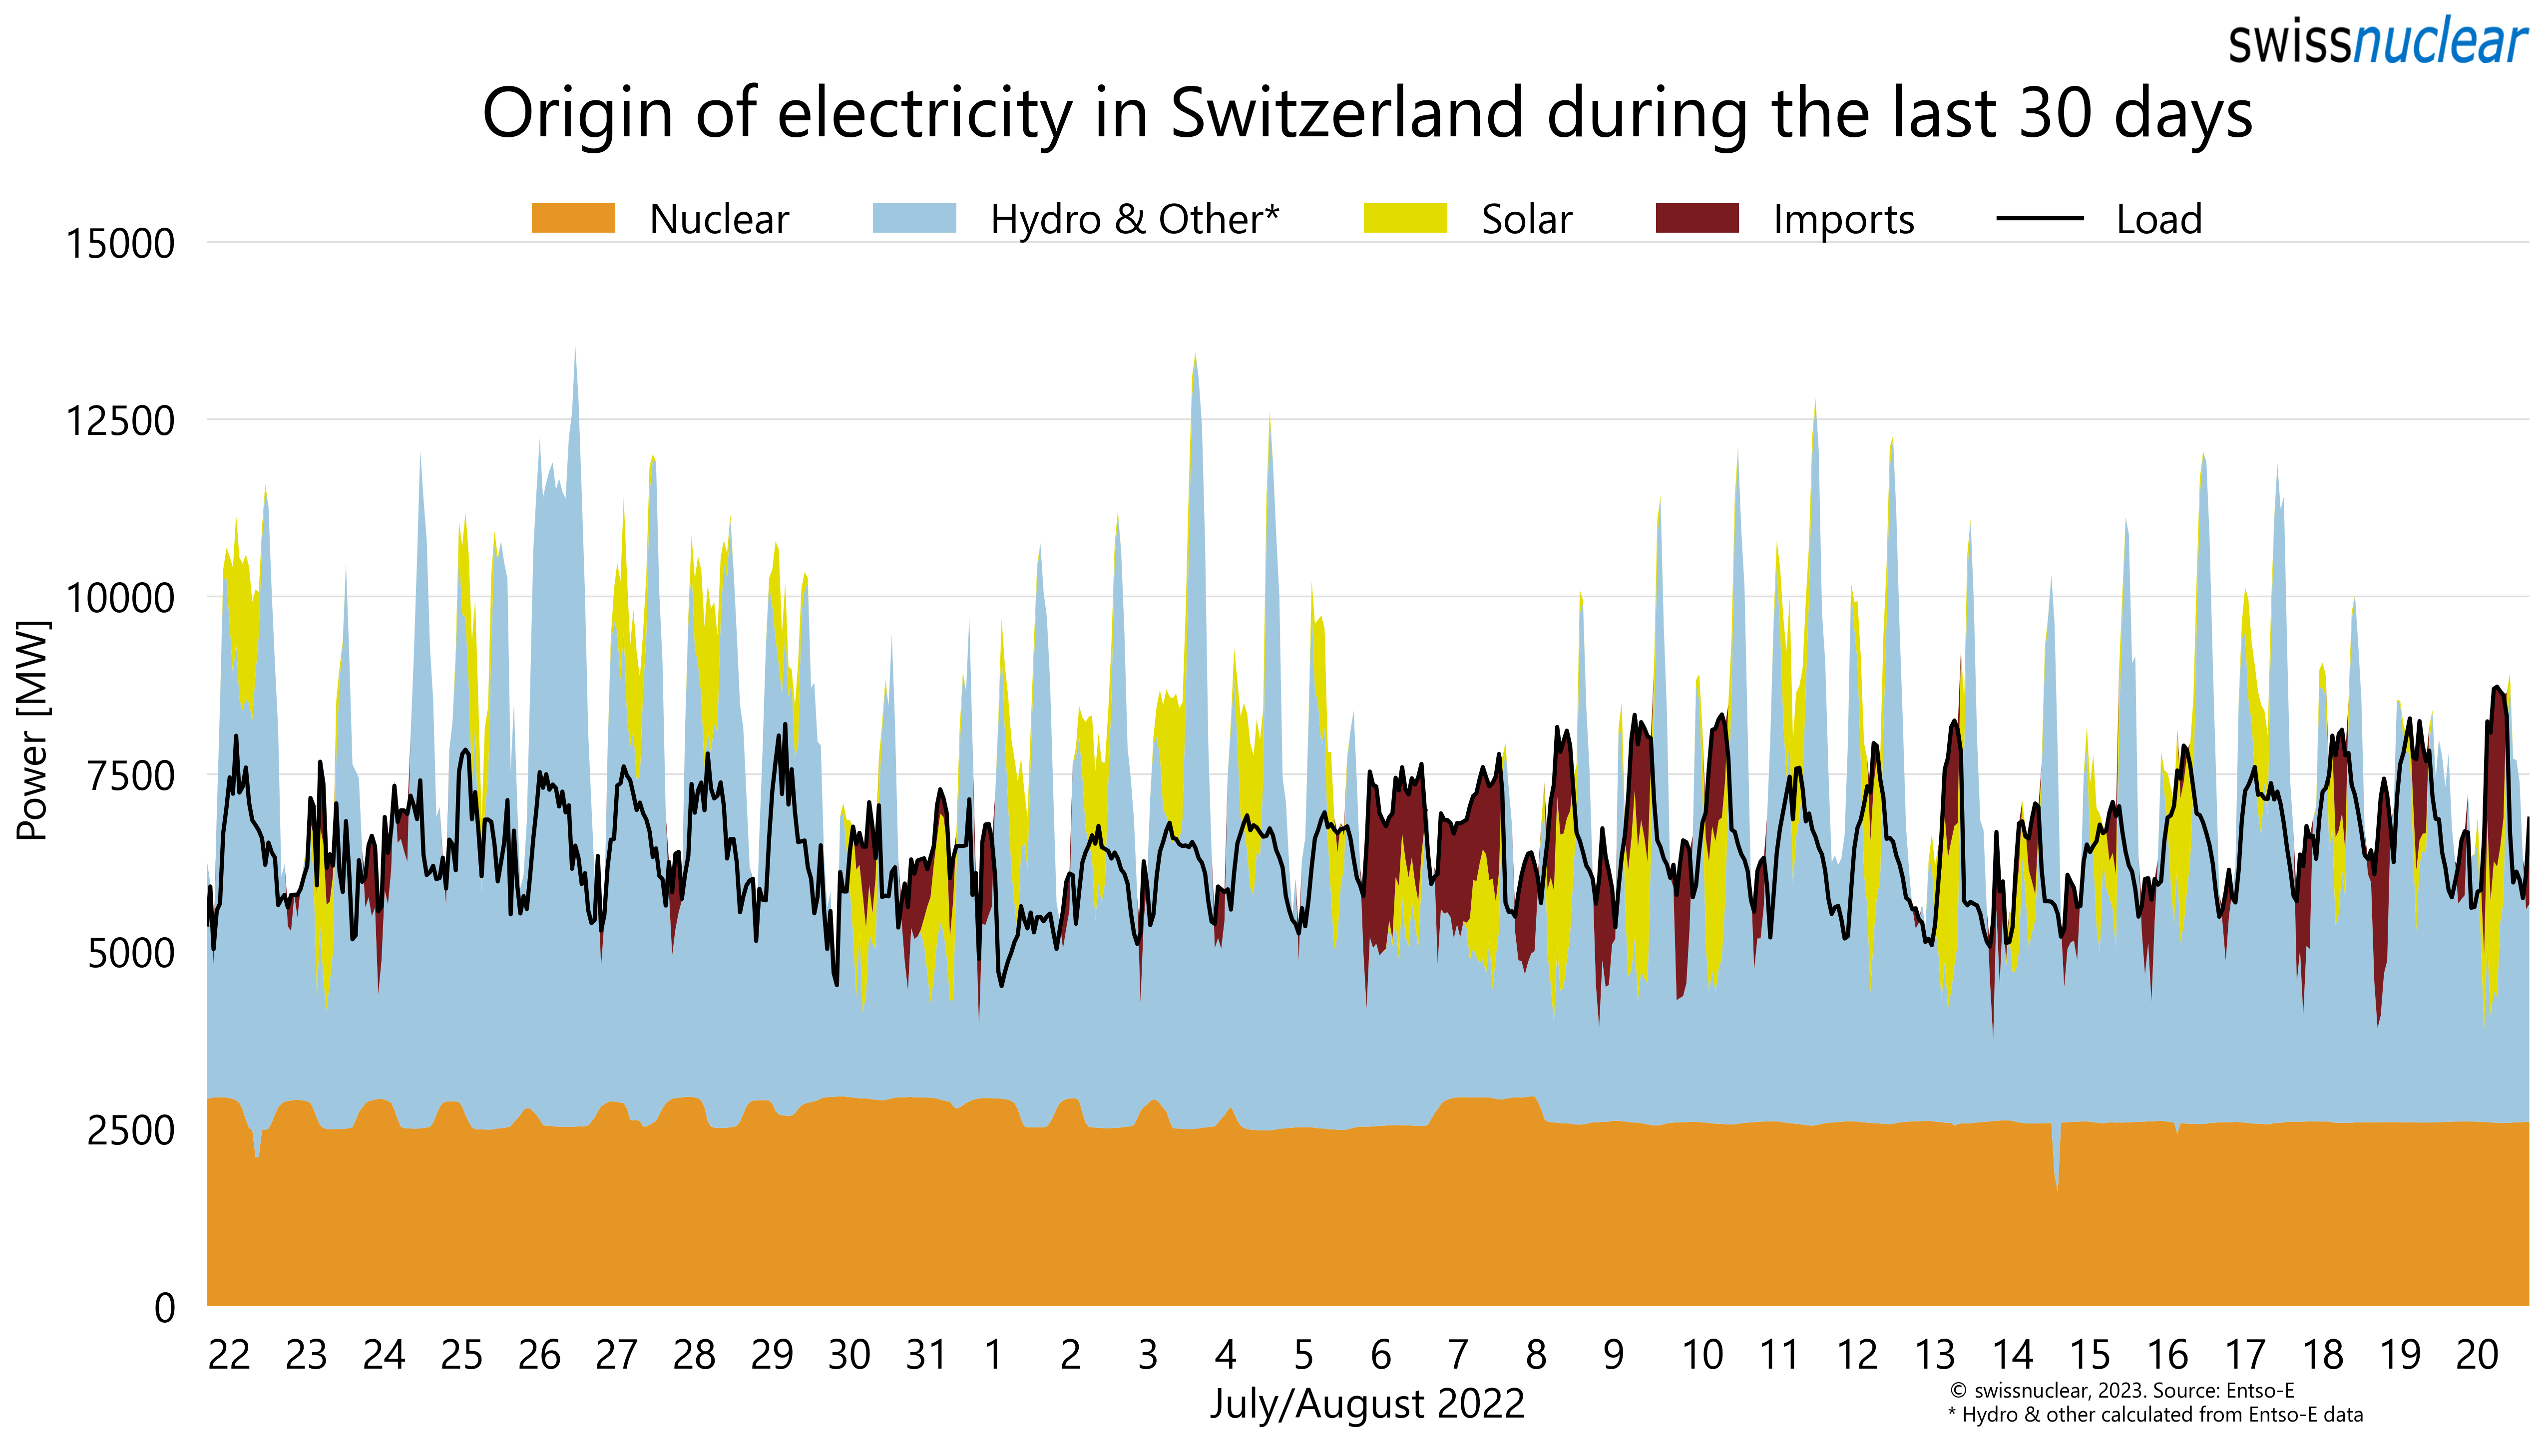 swissnuclear
Origin of electricity in Switzerland during the last 30 days
Nuclear Hydro & Other* Solar Imports Load
15000
12500
10000
7500
5000
2500
0
Power [MW]
22 23 24 25 26 27 28 29 30 31 1 2 3 4 5 6 7 8 9 10 11 12 13 14 15 16 17 18 19 20
July/August 2022
© swissnuclear, 2023. Source: Entso-E
* Hydro & other calculated from Entso-E data